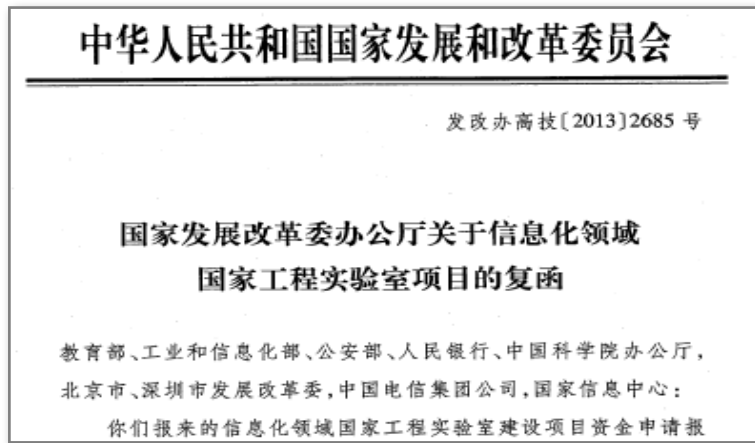 中华人民共和国国家发展和改革委员会
发改办高技〔2013〕2685 号
国家发展改革委办公厅关于信息化领域
国家工程实验室项目的复函
教育部、工业和信息化部、公安部、人民银行、中国科学院办公厅，
北京市、深圳市发展改革委，中国电信集团公司，国家信息中心：
你们报来的信息化领域国家工程实验室建设项目资金申请报